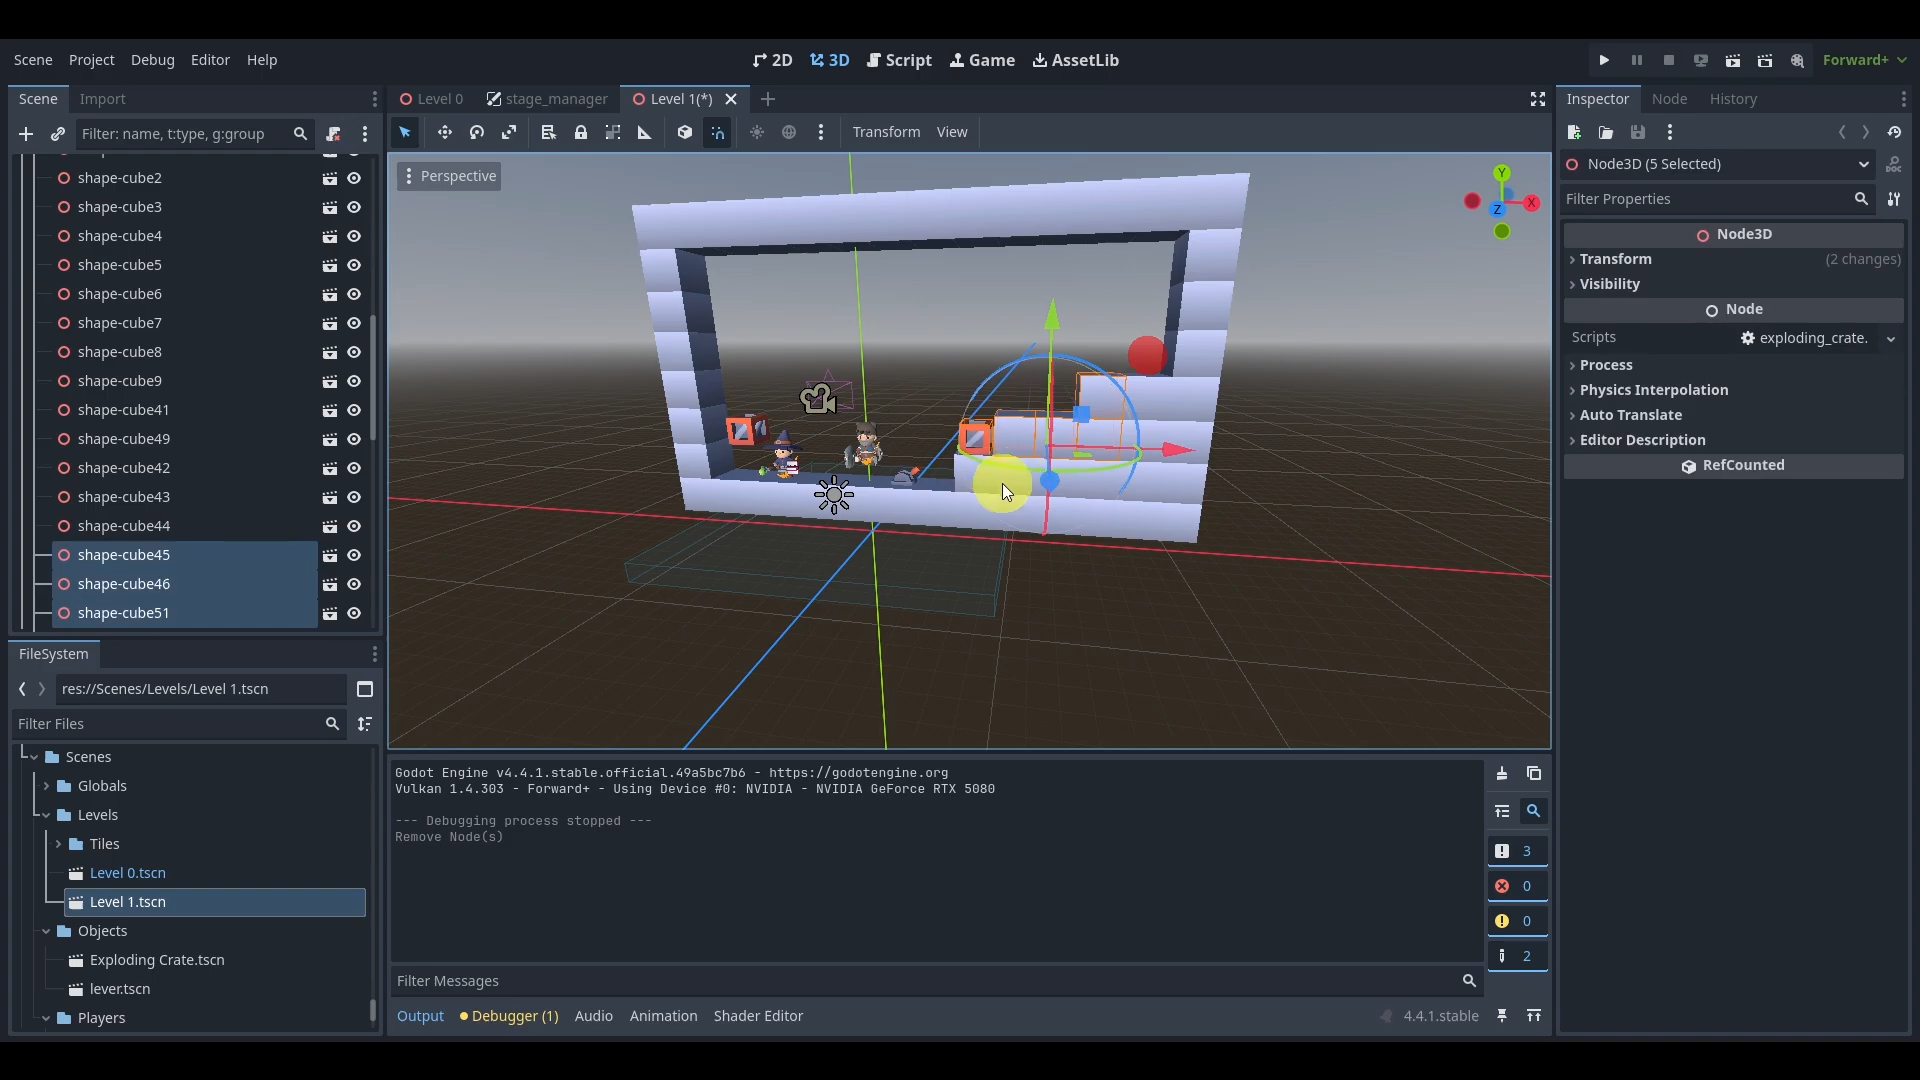 Scene Project Debug Editor Help
2D 3D Script Game AssetLib
Forward+
Scene Import
Level 0 stage_manager Level 1(*)
Inspector Node History
Filter: name, t:type, g:group
Transform View
Node3D (5 Selected)
DOC
Filter Properties
Perspective
Y
X
Z
shape-cube2
shape-cube3
shape-cube4
shape-cube5
shape-cube6
shape-cube7
shape-cube8
shape-cube9
shape-cube41
shape-cube49
shape-cube42
shape-cube43
shape-cube44
shape-cube45
shape-cube46
shape-cube51
Node3D
Transform (2 changes)
Visibility
Node
Scripts exploding_crate.
Process
Physics Interpolation
Auto Translate
Editor Description
RefCounted
FileSystem
res://Scenes/Levels/Level 1.tscn
Filter Files
Scenes
Globals
Levels
Tiles
Level 0.tscn
Level 1.tscn
Objects
Exploding Crate.tscn
lever.tscn
Players
Godot Engine v4.4.1.stable.official.49a5bc7b6 - https://godotengine.org
Vulkan 1.4.303 - Forward+ - Using Device #0: NVIDIA - NVIDIA GeForce RTX 5080
--- Debugging process stopped ---
Remove Node(s)
3
0
0
2
Filter Messages
Output Debugger (1) Audio Animation Shader Editor
4.4.1.stable